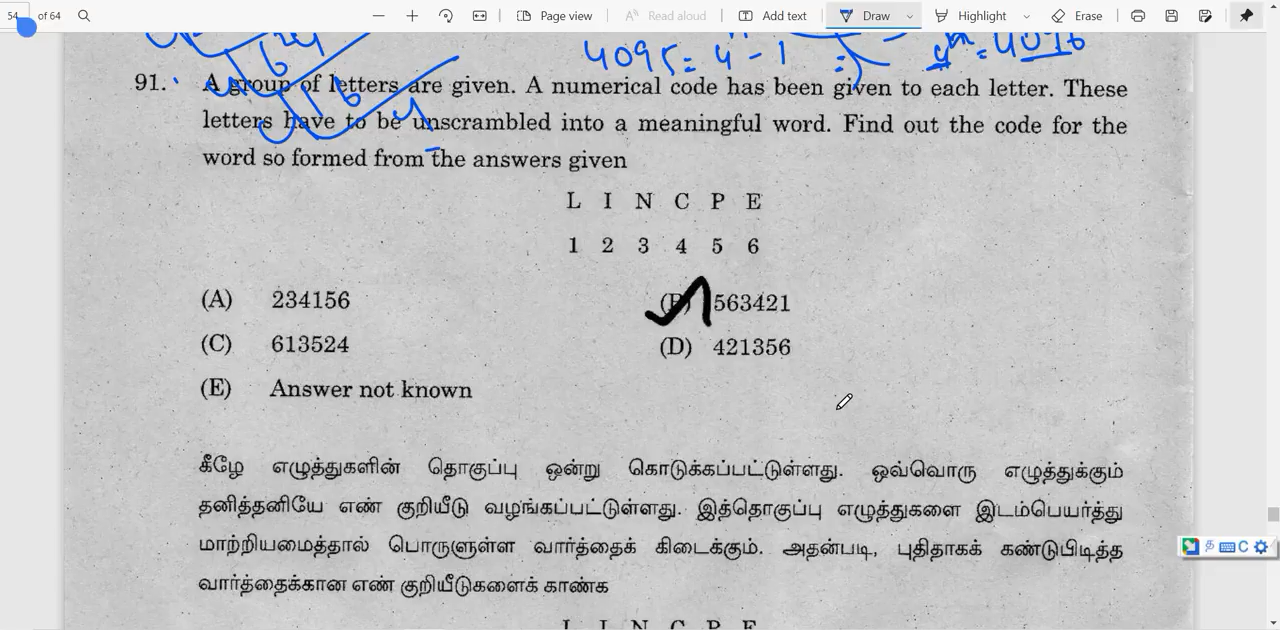 54 of 64 Page view Read aloud Add text Draw Highlight Erase
4095 = 4 - 1
91. A group of letters are given. A numerical code has been given to each letter. These
letters have to be unscrambled into a meaningful word. Find out the code for the
word so formed from the answers given
L I N C P E
1 2 3 4 5 6
(A) 234156 (B) 563421
(C) 613524 (D) 421356
(E) Answer not known
கீழே எழுத்துகளின் தொகுப்பு ஒன்று கொடுக்கப்பட்டுள்ளது. ஒவ்வொரு எழுத்துக்கும்
தனித்தனியே எண் குறியீடு வழங்கப்பட்டுள்ளது. இத்தொகுப்பு எழுத்துகளை இடம்பெயர்த்து
மாற்றியமைத்தால் பொருளுள்ள வார்த்தைக் கிடைக்கும். அதன்படி, புதிதாகக் கண்டுபிடித்த
வார்த்தைக்கான எண் குறியீடுகளைக் காண்க
L I N C P E